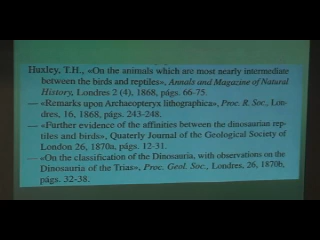 Huxley, T.H., «On the animals which are most nearly intermediate
between the birds and reptiles», Annals and Magazine of Natural
History, Londres 2 (4), 1868, págs. 66-75.
— «Remarks upon Archaeopteryx lithographica», Proc. R. Soc., Lon-
dres, 16, 1868, págs. 243-248.
— «Further evidence of the affinities between the dinosaurian rep-
tiles and birds», Quaterly Journal of the Geological Society of
London 26, 1870a, págs. 12-31.
— «On the classification of the Dinosauria, with observations on the
Dinosauria of the Trias», Proc. Geol. Soc., Londres, 26, 1870b,
págs. 32-38.